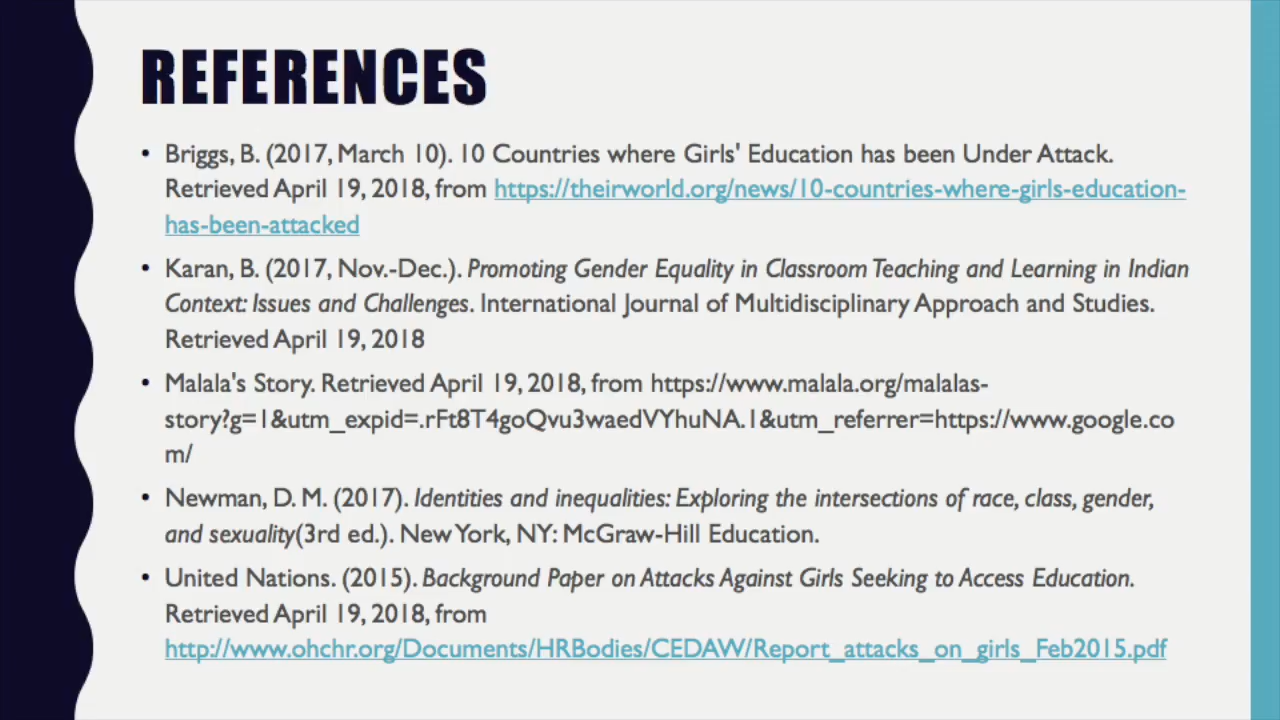 REFERENCES
• Briggs, B. (2017, March 10). 10 Countries where Girls' Education has been Under Attack.
Retrieved April 19, 2018, from https://theirworld.org/news/10-countries-where-girls-education-
has-been-attacked
• Karan, B. (2017, Nov.-Dec.). Promoting Gender Equality in Classroom Teaching and Learning in Indian
Context: Issues and Challenges. International Journal of Multidisciplinary Approach and Studies.
Retrieved April 19, 2018
• Malala's Story. Retrieved April 19, 2018, from https://www.malala.org/malalas-
story?g=1&utm_expid=.rFt8T4goQvu3waedVYhuNA.1&utm_referrer=https://www.google.co
m/
• Newman, D. M. (2017). Identities and inequalities: Exploring the intersections of race, class, gender,
and sexuality(3rd ed.). New York, NY: McGraw-Hill Education.
• United Nations. (2015). Background Paper on Attacks Against Girls Seeking to Access Education.
Retrieved April 19, 2018, from
http://www.ohchr.org/Documents/HRBodies/CEDAW/Report_attacks_on_girls_Feb2015.pdf